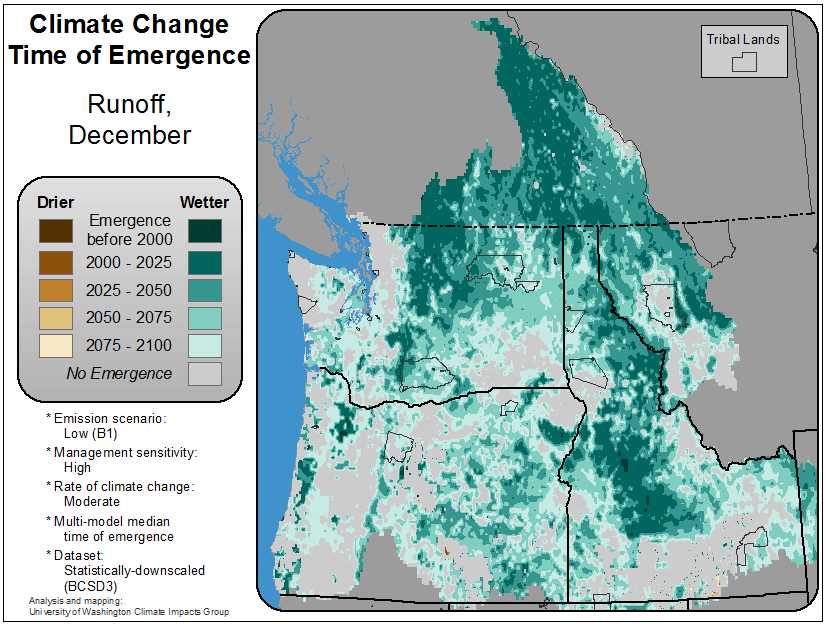 Climate Change
Time of Emergence
Runoff,
December
Drier
Wetter
Emergence
before 2000
2000 - 2025
2025 - 2050
2050 - 2075
2075 - 2100
No Emergence
* Emission scenario:
Low (B1)
* Management sensitivity:
High
* Rate of climate change:
Moderate
* Multi-model median
time of emergence
* Dataset:
Statistically-downscaled
(BCSD3)
Analysis and mapping:
University of Washington Climate Impacts Group
Tribal Lands